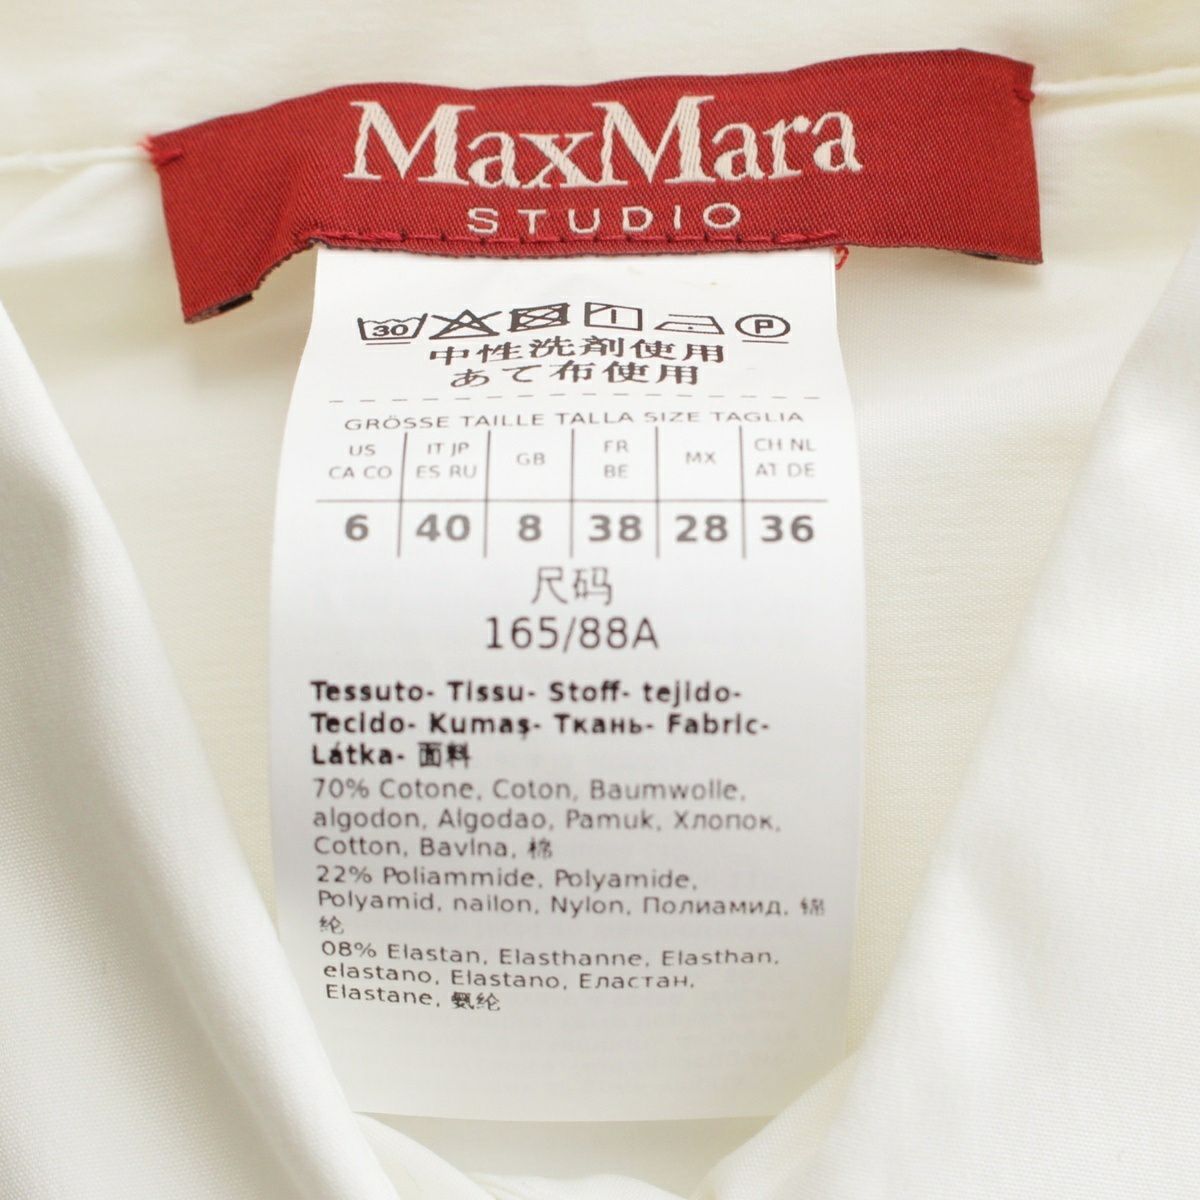 MaxMara
STUDIO
30 P
中性洗剤使用
あて布使用
GRÖSSE TAILLE TALLA SIZE TAGLIA
US CA CO IT JP ES RU GB FR BE MX CH NL AT DE
6 40 8 38 28 36
尺码
165/88A
Tessuto- Tissu- Stoff- tejido-
Tecido- Kumaş- Ткань- Fabric-
Látka- 面料
70% Cotone, Coton, Baumwolle,
algodon, Algodao, Pamuk, Хлопок,
Cotton, Bavlna, 棉
22% Poliammide, Polyamide,
Polyamid, nailon, Nylon, Полиамид, 锦
纶
08% Elastan, Elasthanne, Elasthan,
elastano, Elastano, Еластан,
Elastane, 氨纶